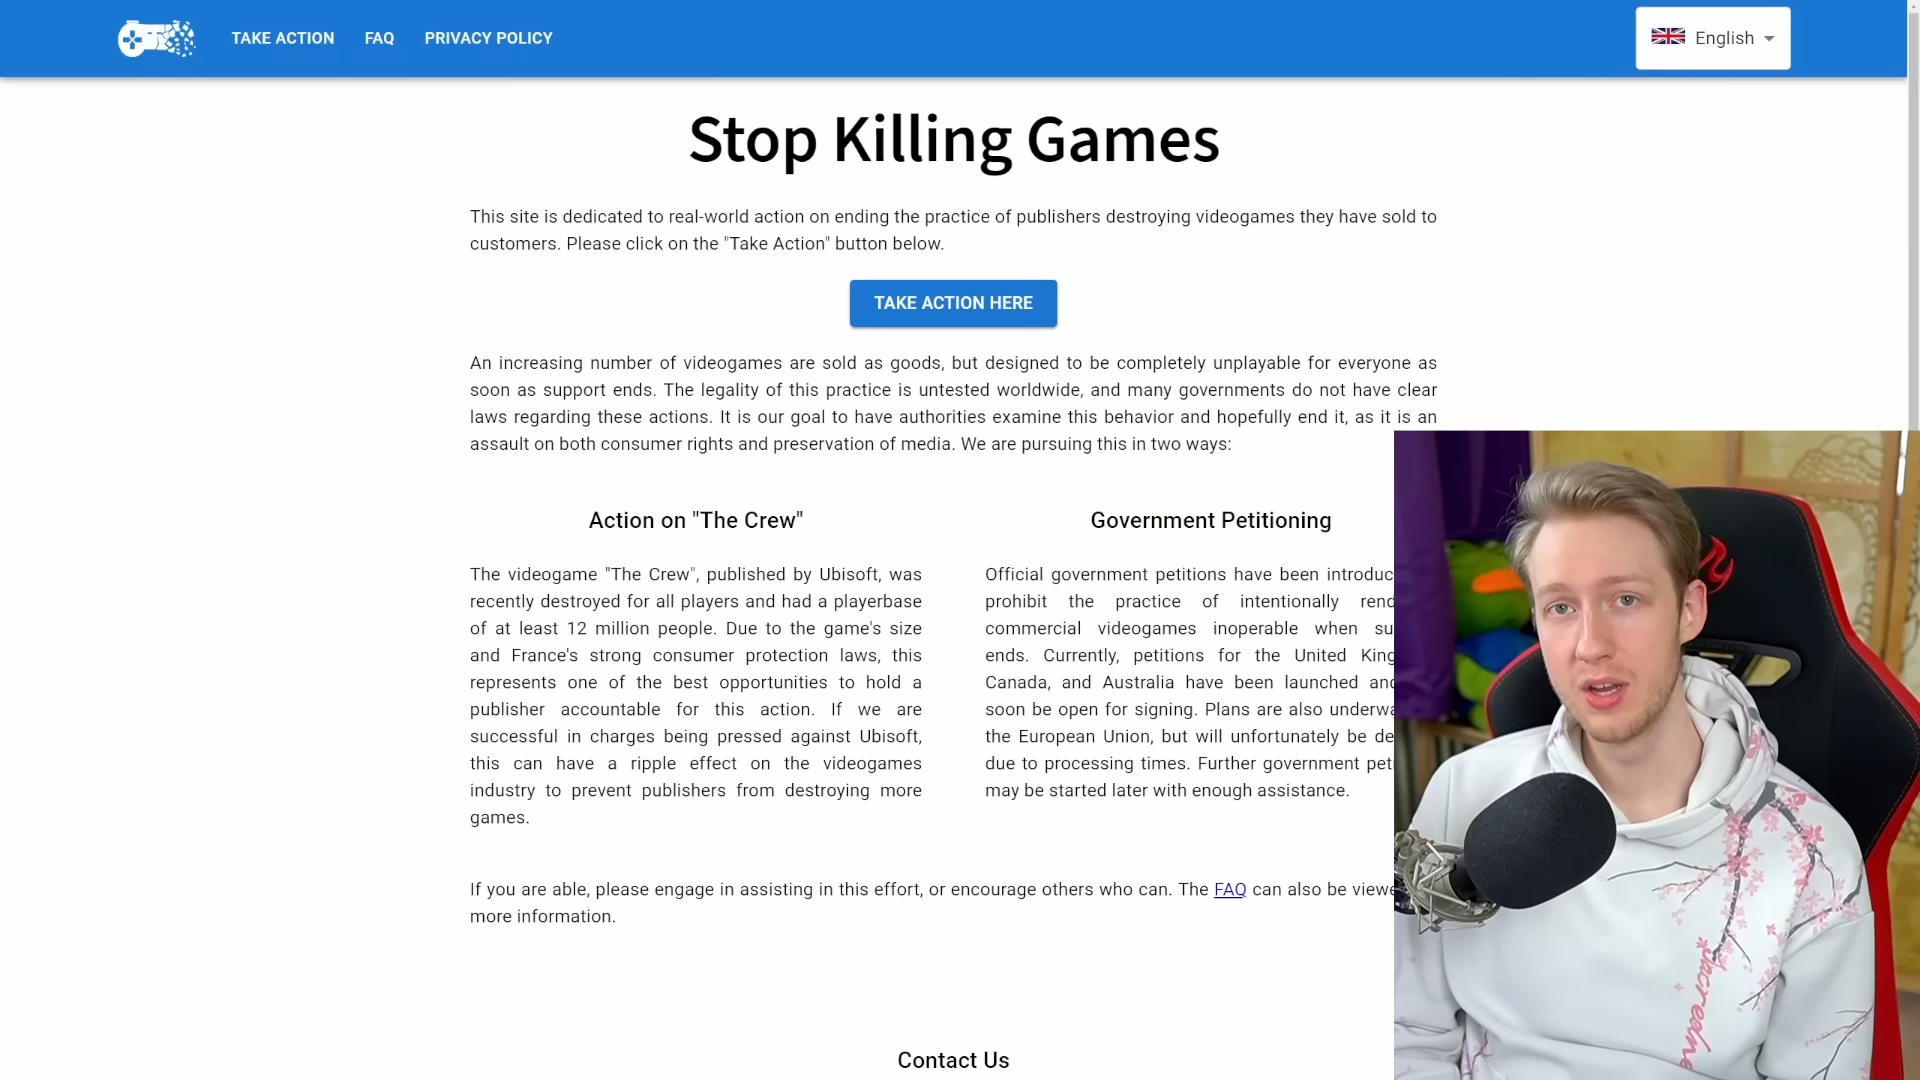 TAKE ACTION
FAQ
PRIVACY POLICY
English
Stop Killing Games
This site is dedicated to real-world action on ending the practice of publishers destroying videogames they have sold to
customers. Please click on the "Take Action" button below.
TAKE ACTION HERE
An increasing number of videogames are sold as goods, but designed to be completely unplayable for everyone as
soon as support ends. The legality of this practice is untested worldwide, and many governments do not have clear
laws regarding these actions. It is our goal to have authorities examine this behavior and hopefully end it, as it is an
assault on both consumer rights and preservation of media. We are pursuing this in two ways:
Action on "The Crew"
The videogame "The Crew", published by Ubisoft, was
recently destroyed for all players and had a playerbase
of at least 12 million people. Due to the game's size
and France's strong consumer protection laws, this
represents one of the best opportunities to hold a
publisher accountable for this action. If we are
successful in charges being pressed against Ubisoft,
this can have a ripple effect on the videogames
industry to prevent publishers from destroying more
games.
Government Petitioning
Official government petitions have been introduc
prohibit the practice of intentionally rend
commercial videogames inoperable when su
ends. Currently, petitions for the United King
Canada, and Australia have been launched and
soon be open for signing. Plans are also underwa
the European Union, but will unfortunately be de
due to processing times. Further government pet
may be started later with enough assistance.
If you are able, please engage in assisting in this effort, or encourage others who can. The FAQ can also be viewe
more information.
Contact Us